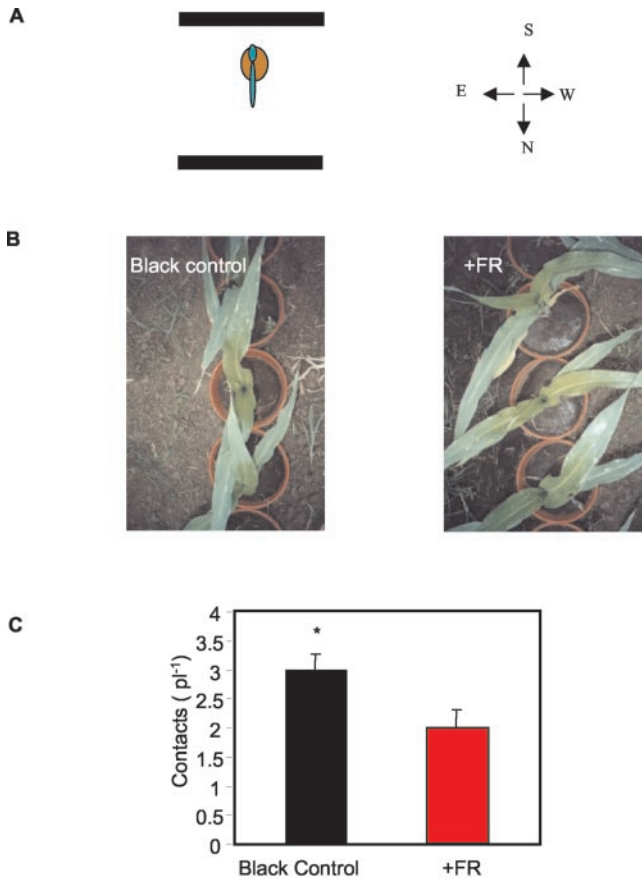 A
S
E W
N
B
Black control +FR
C
4
3.5
3
2.5
2
1.5
1
0.5
0
Contacts ( pl⁻¹)
*
Black Control +FR